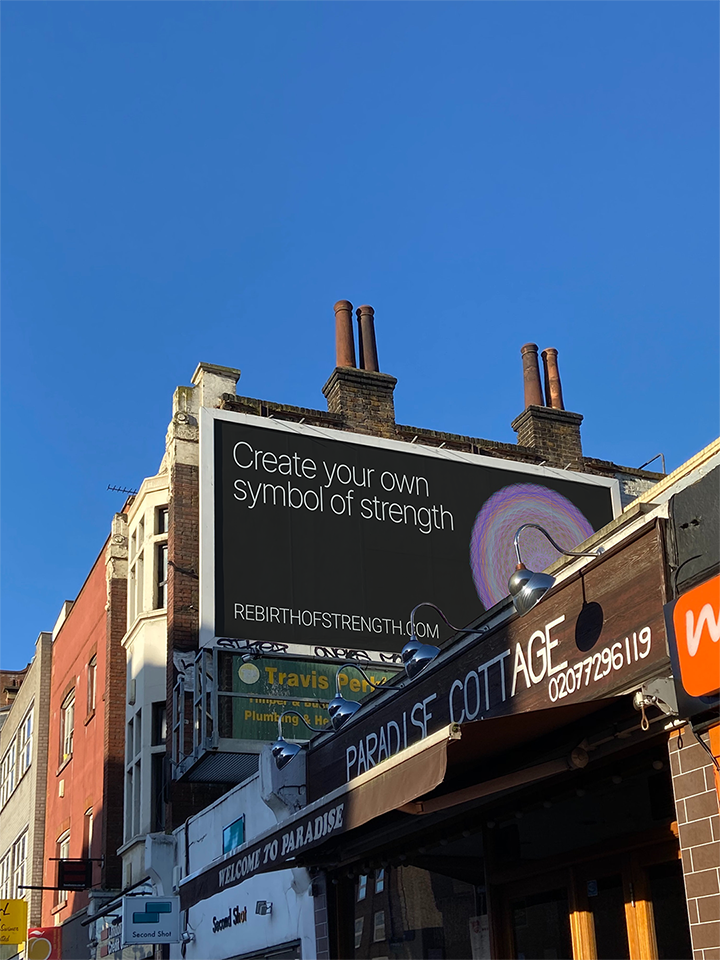 Create your own
symbol of strength
REBIRTHOFSTRENGTH.COM
Travis Perk
Plumbing & He
PARADISE COTTAGE
02077296119
WELCOME TO PARADISE
Second Shot
Second Shot